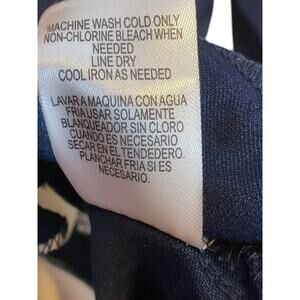 MACHINE WASH COLD ONLY
NON-CHLORINE BLEACH WHEN
NEEDED
LINE DRY
COOL IRON AS NEEDED
LAVAR A MAQUINA CON AGUA
FRIA USAR SOLAMENTE
BLANQUEADOR SIN CLORO
CUANDO ES NECESARIO
SECAR EN EL TENDEDERO.
PLANCHAR FRIA SI ES
NECESARIO.